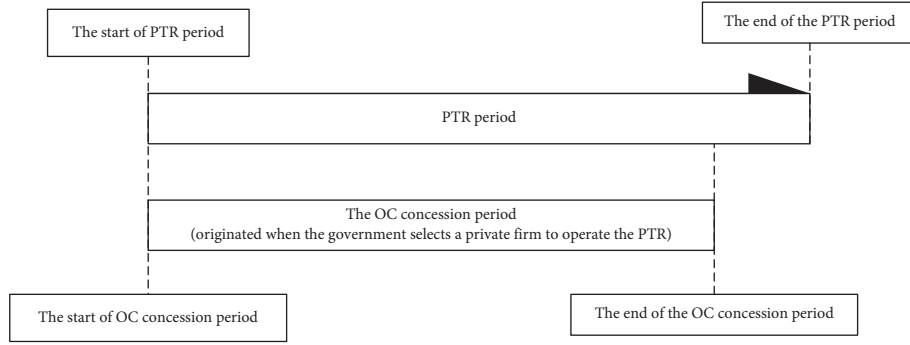 The start of PTR period
The end of the PTR period
PTR period
The OC concession period
(originated when the government selects a private firm to operate the PTR)
The start of OC concession period
The end of the OC concession period